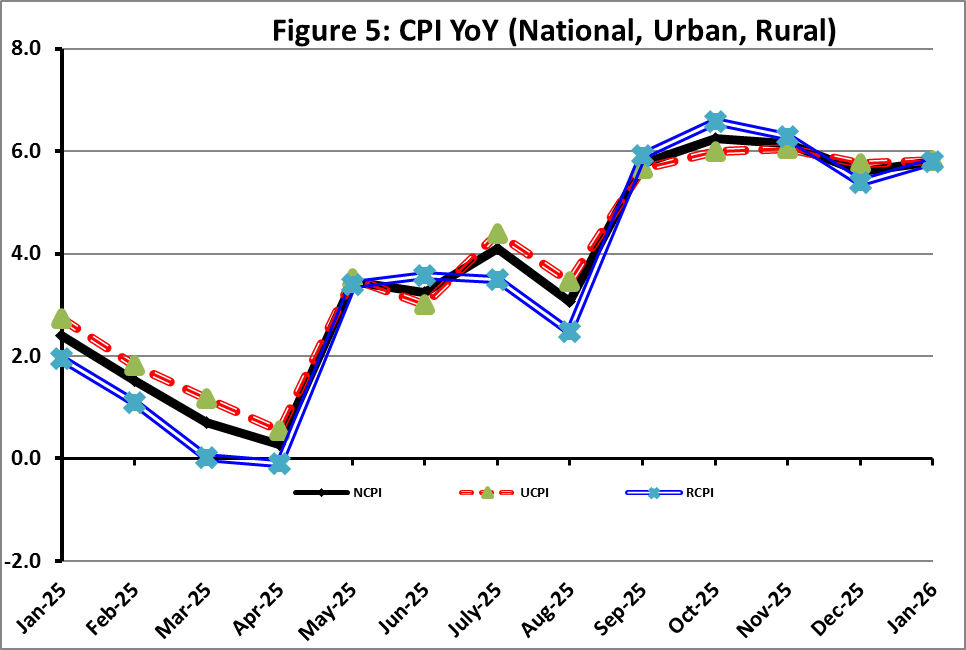 Figure 5: CPI YoY (National, Urban, Rural)
8.0
6.0
4.0
2.0
0.0
-2.0
NCPI UCPI RCPI
Jan-25 Feb-25 Mar-25 Apr-25 May-25 Jun-25 July-25 Aug-25 Sep-25 Oct-25 Nov-25 Dec-25 Jan-26